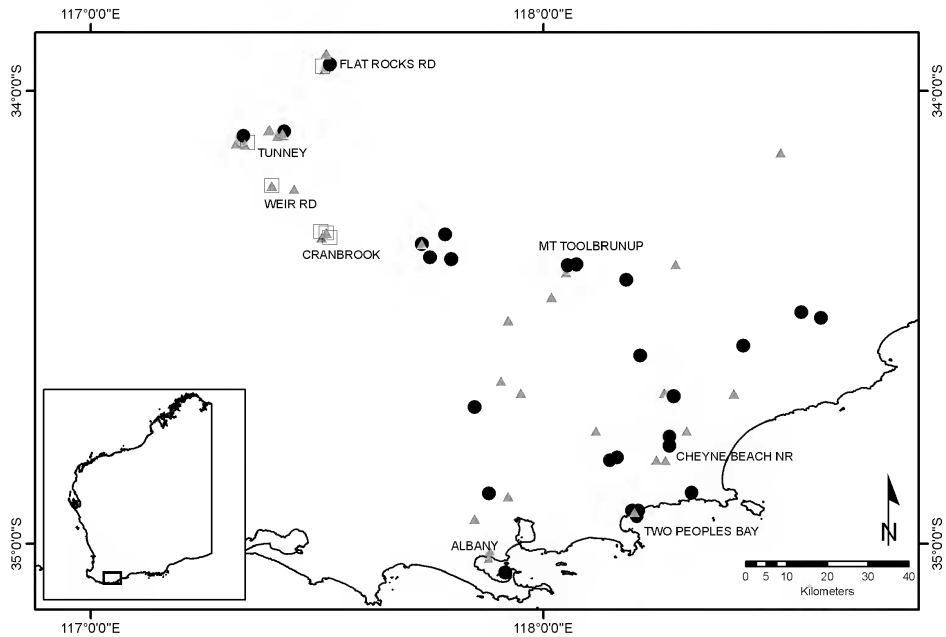 117°0'0"E 118°0'0"E
34°0'0"S 34°0'0"S
FLAT ROCKS RD
TUNNEY
WEIR RD
CRANBROOK
MT TOOLBRUNUP
CHEYNE BEACH NR
TWO PEOPLES BAY
ALBANY
N
35°0'0"S 35°0'0"S
0 5 10 20 30 40
Kilometers
117°0'0"E 118°0'0"E